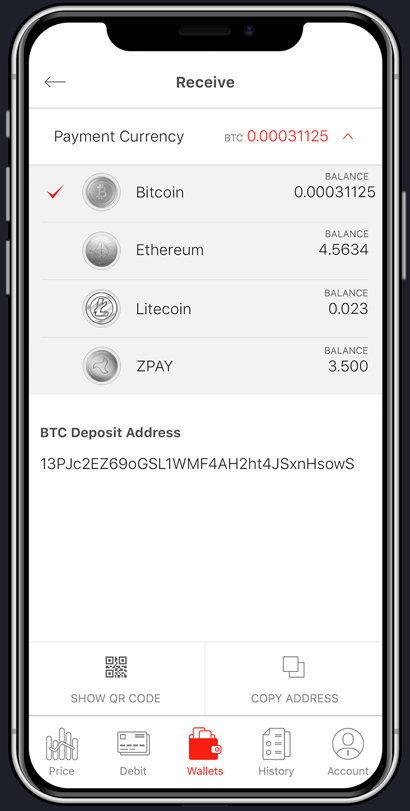 Receive
Payment Currency BTC 0.00031125
BALANCE
Bitcoin 0.00031125
BALANCE
Ethereum 4.5634
BALANCE
Litecoin 0.023
BALANCE
ZPAY 3.500
BTC Deposit Address
13PJc2EZ69oGSL1WMF4AH2ht4JSxnHsowS
SHOW QR CODE COPY ADDRESS
Price Debit Wallets History Account